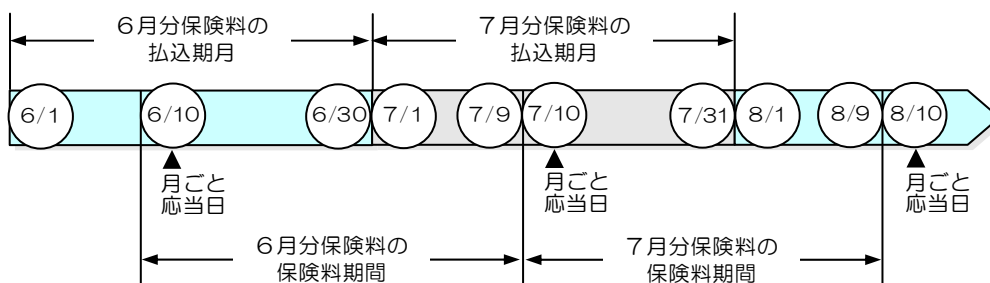 ６月分保険料の
払込期月
７月分保険料の
払込期月
6/1
6/10
6/30
7/1
7/9
7/10
7/31
8/1
8/9
8/10
月ごと
応当日
月ごと
応当日
月ごと
応当日
６月分保険料の
保険料期間
７月分保険料の
保険料期間